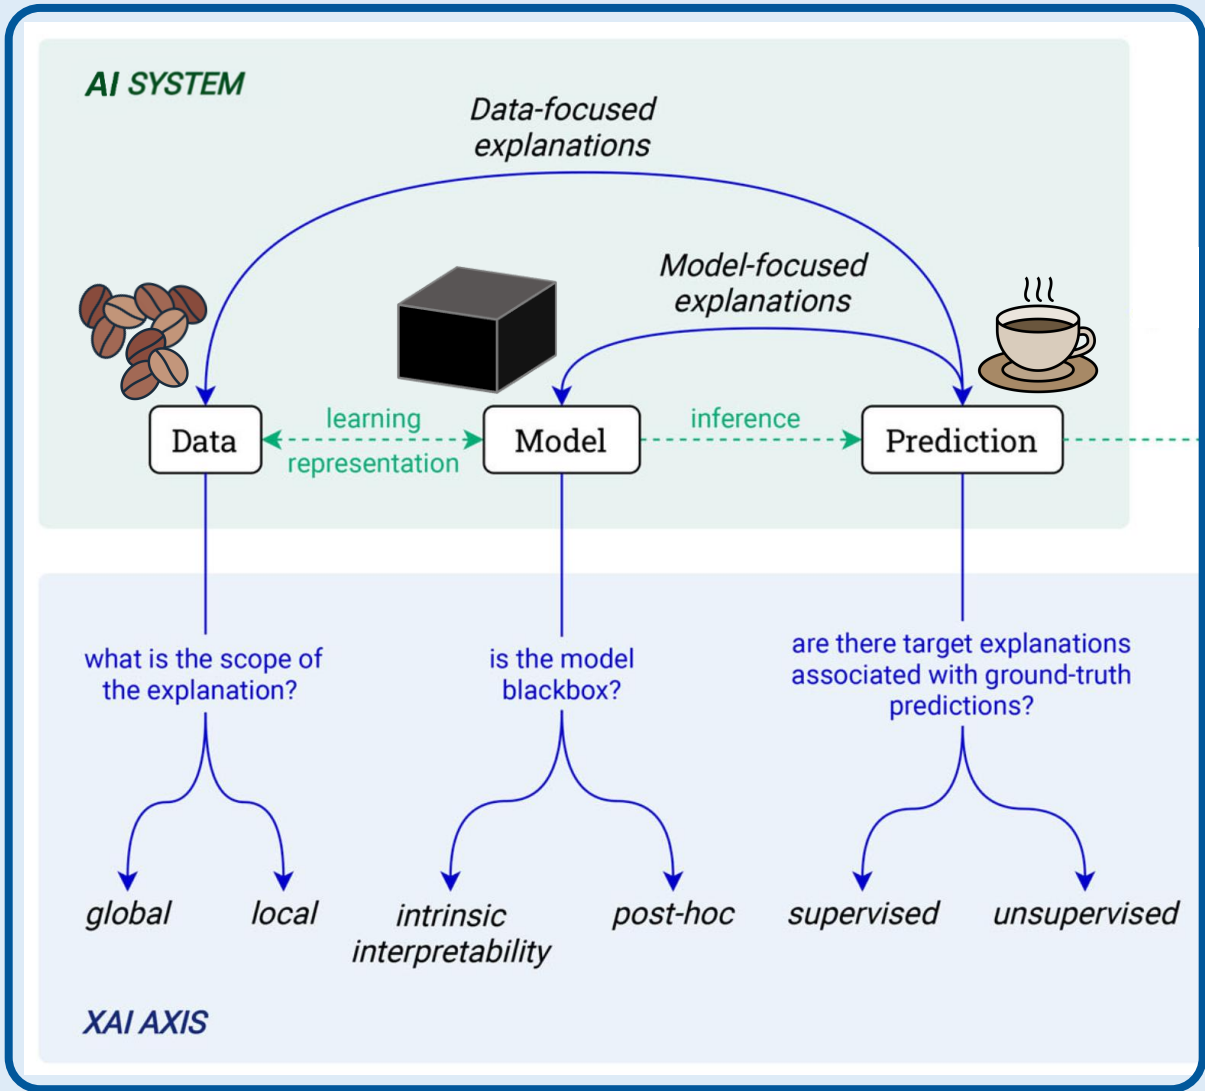 AI SYSTEM
Data-focused
explanations
Model-focused
explanations
Data
learning
representation
Model
inference
Prediction
what is the scope of
the explanation?
is the model
blackbox?
are there target explanations
associated with ground-truth
predictions?
global
local
intrinsic
interpretability
post-hoc
supervised
unsupervised
XAI AXIS